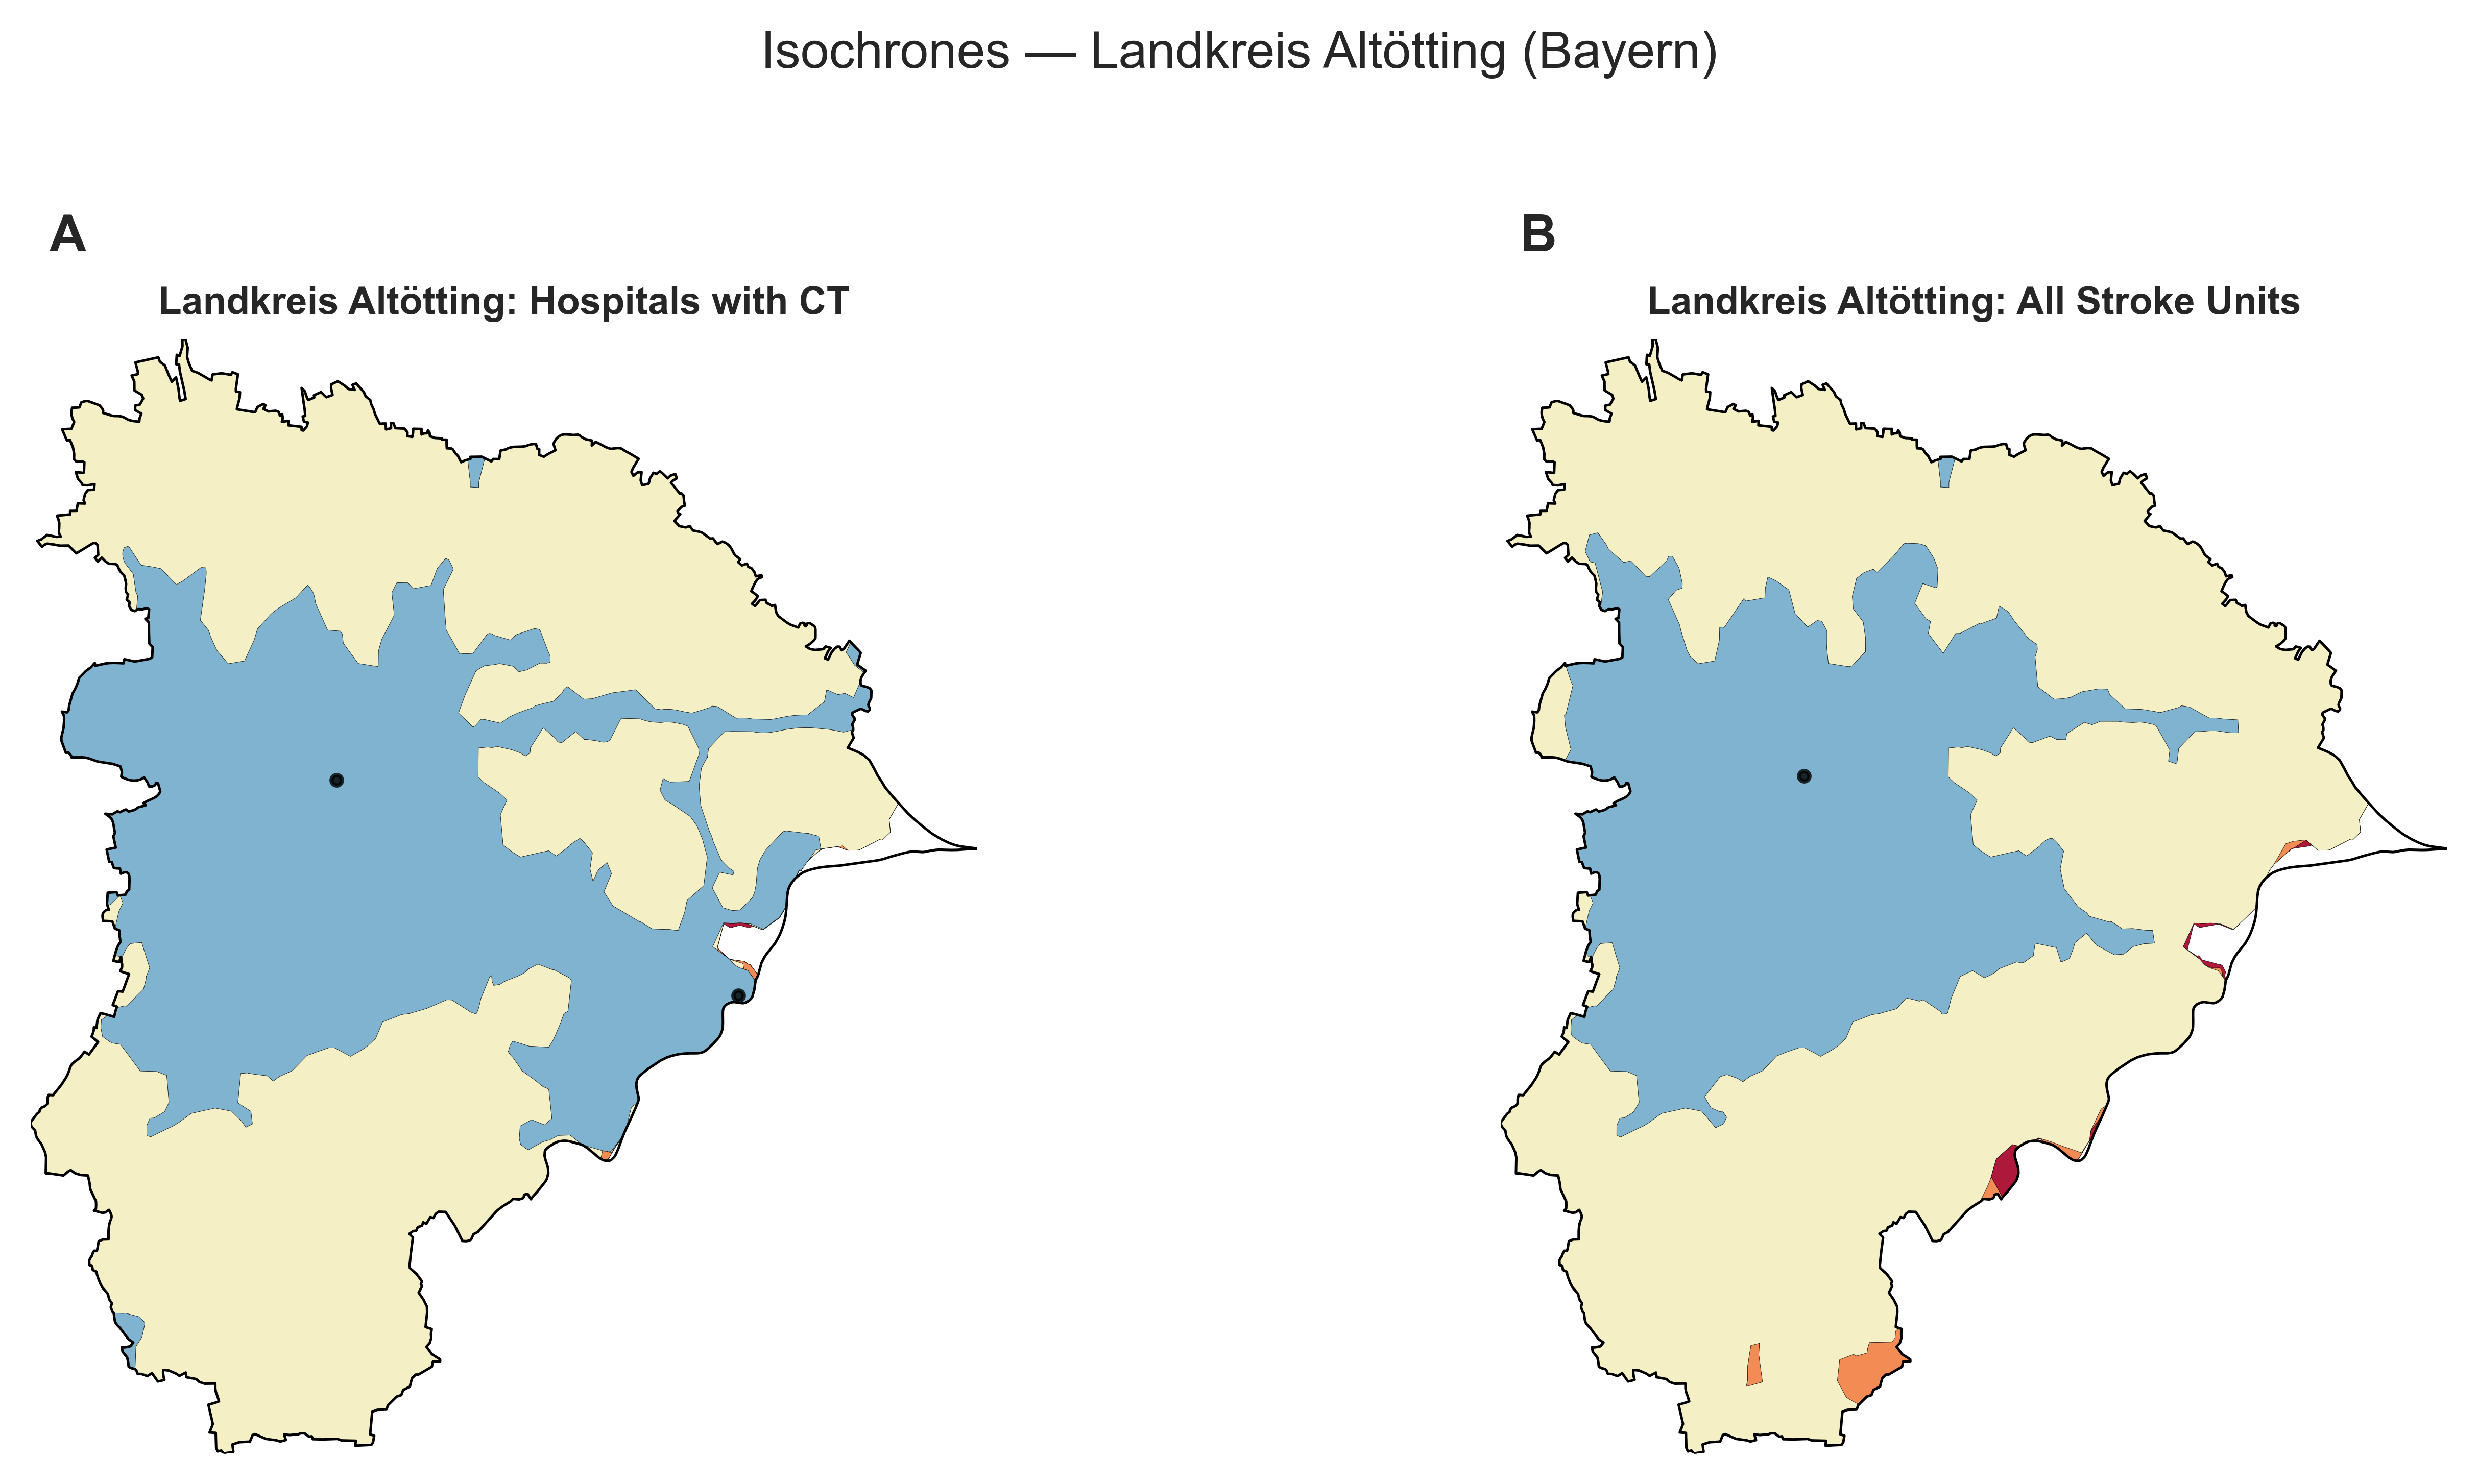 Isochrones — Landkreis Altötting (Bayern)
A
Landkreis Altötting: Hospitals with CT
B
Landkreis Altötting: All Stroke Units